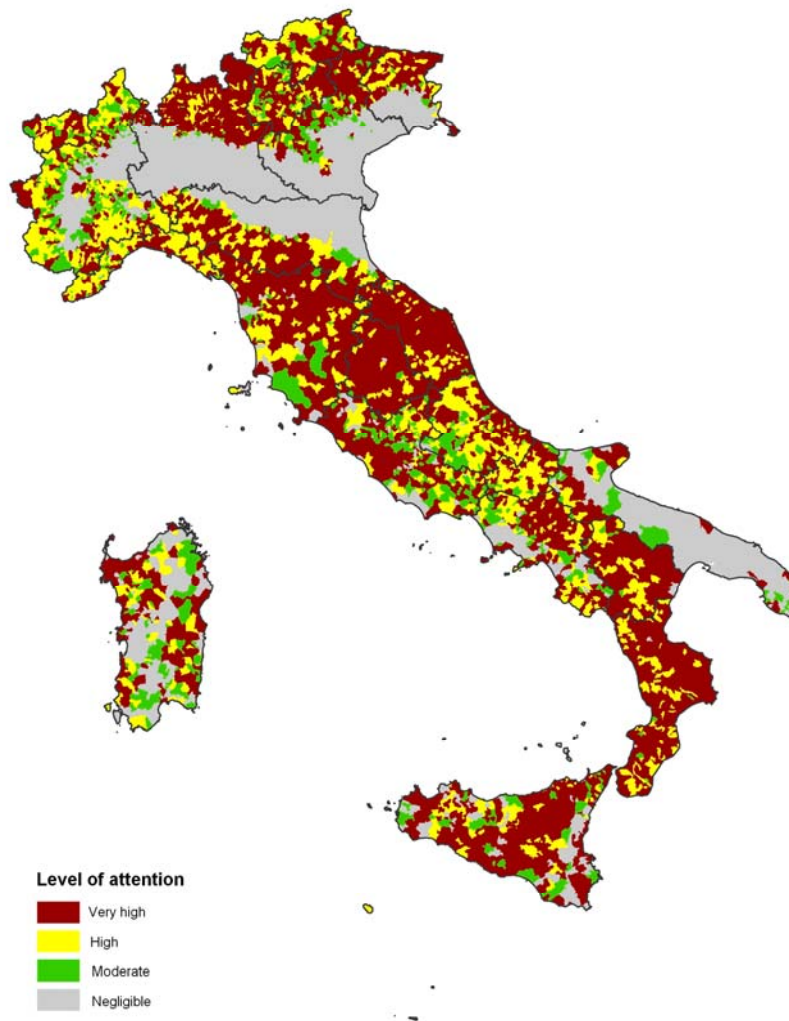 Level of attention
Very high
High
Moderate
Negligible